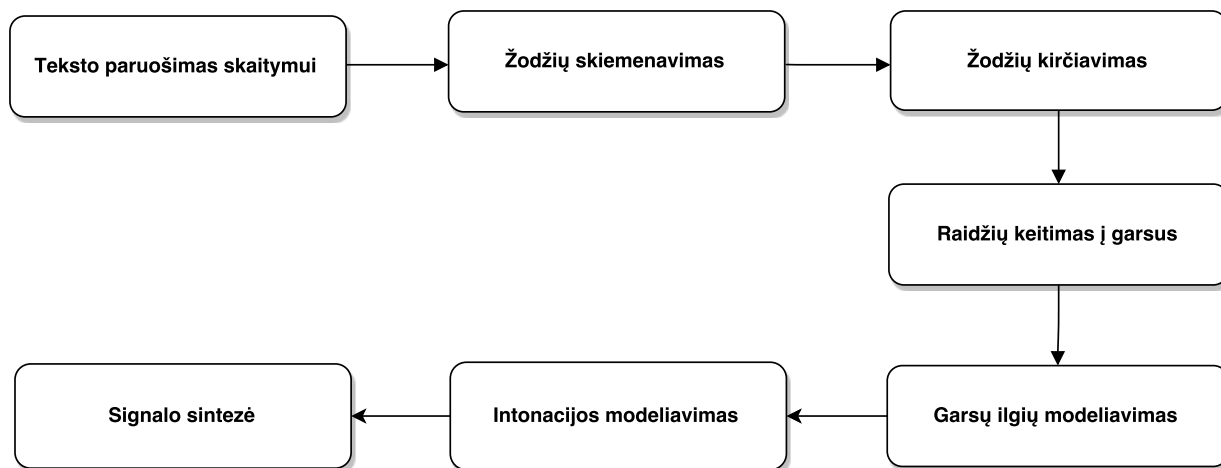 Teksto paruošimas skaitymui
Žodžių skiemenavimas
Žodžių kirčiavimas
Raidžių keitimas į garsus
Garsų ilgių modeliavimas
Intonacijos modeliavimas
Signalo sintezė